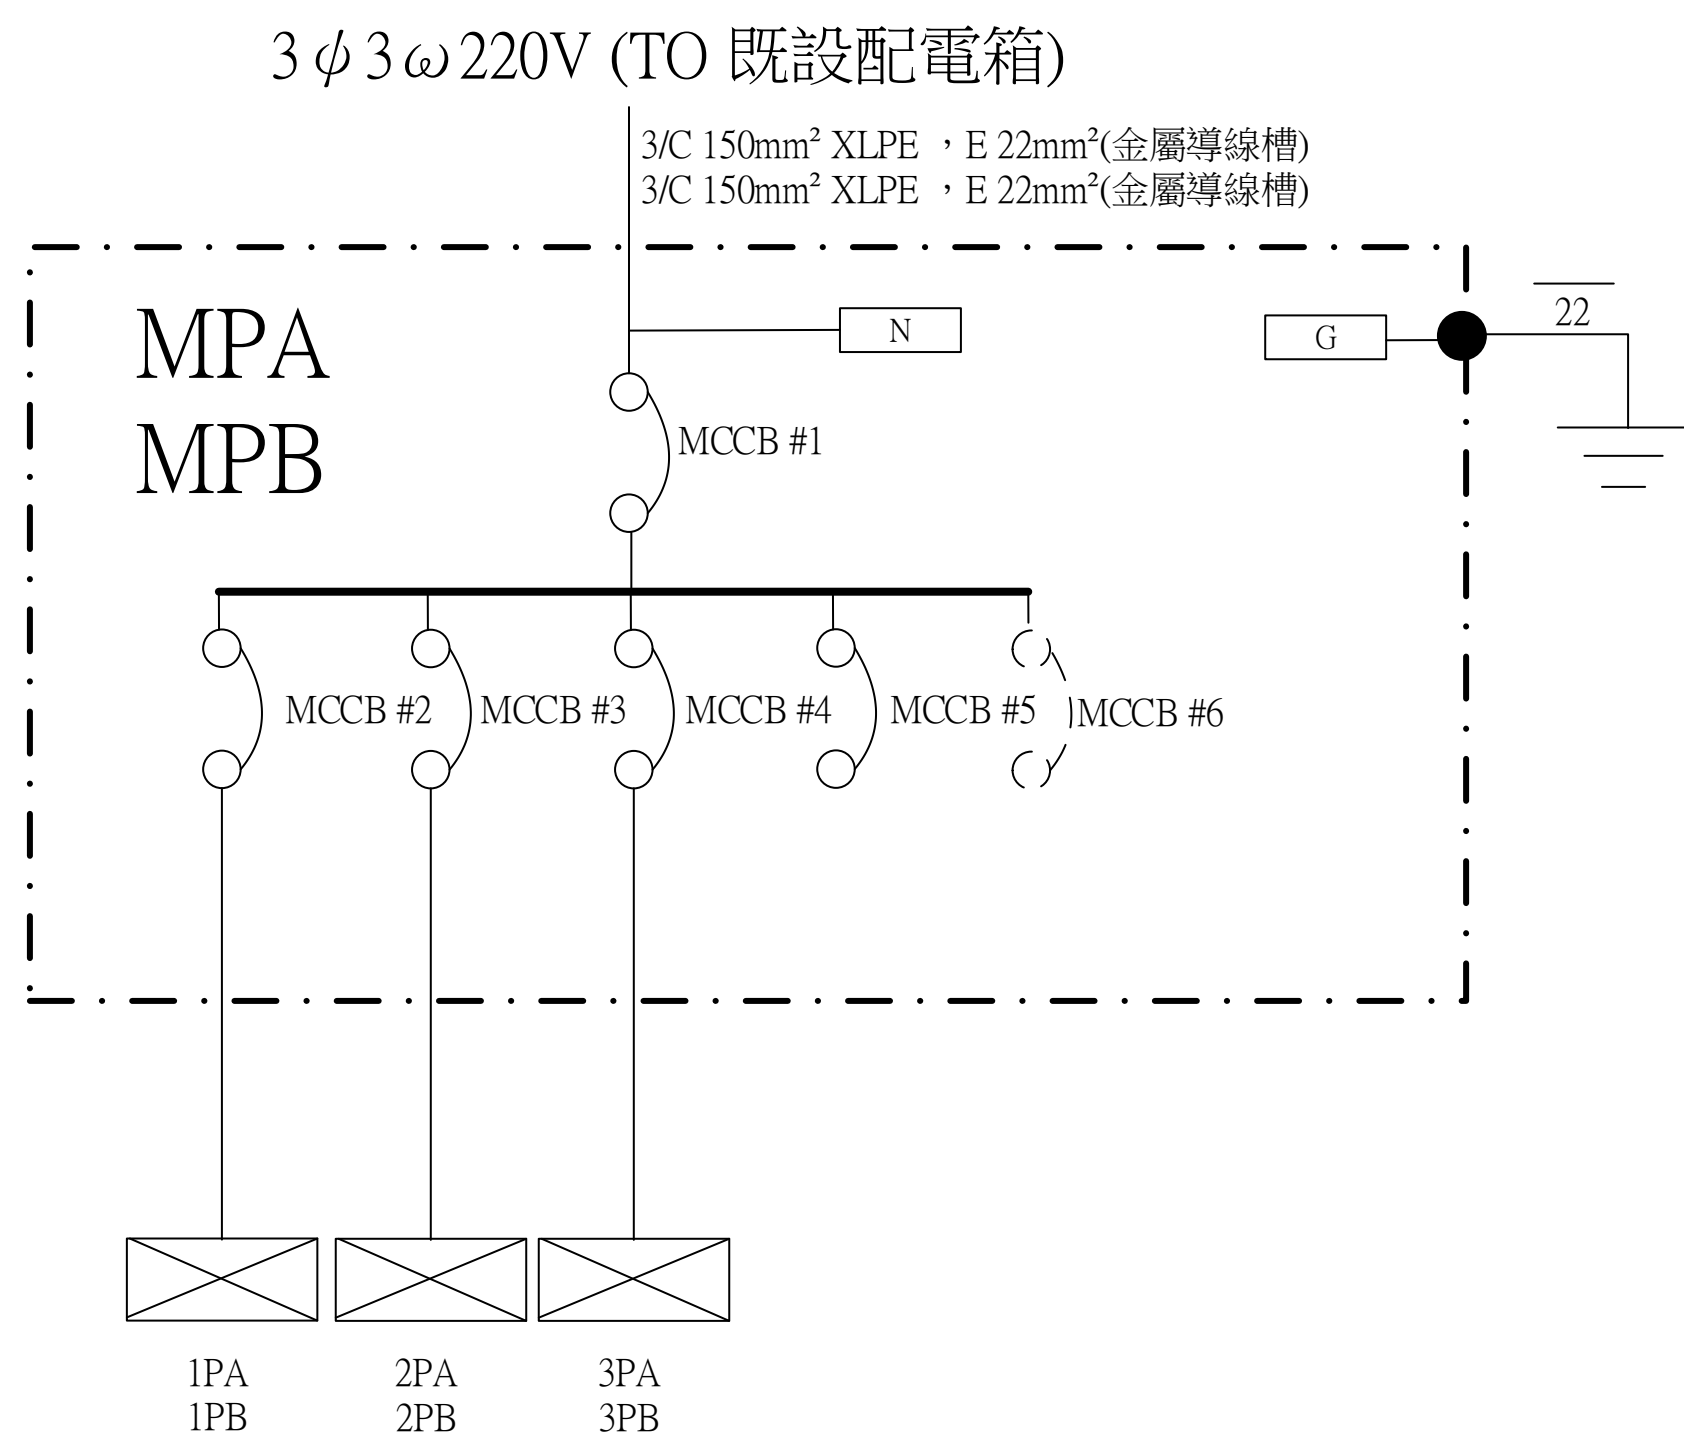 3φ3ω220V (TO 既設配電箱)
3/C 150mm² XLPE ，E 22mm²(金屬導線槽)
3/C 150mm² XLPE ，E 22mm²(金屬導線槽)
MPA
MPB
N
G
22
MCCB #1
MCCB #2
MCCB #3
MCCB #4
MCCB #5
MCCB #6
1PA
1PB
2PA
2PB
3PA
3PB